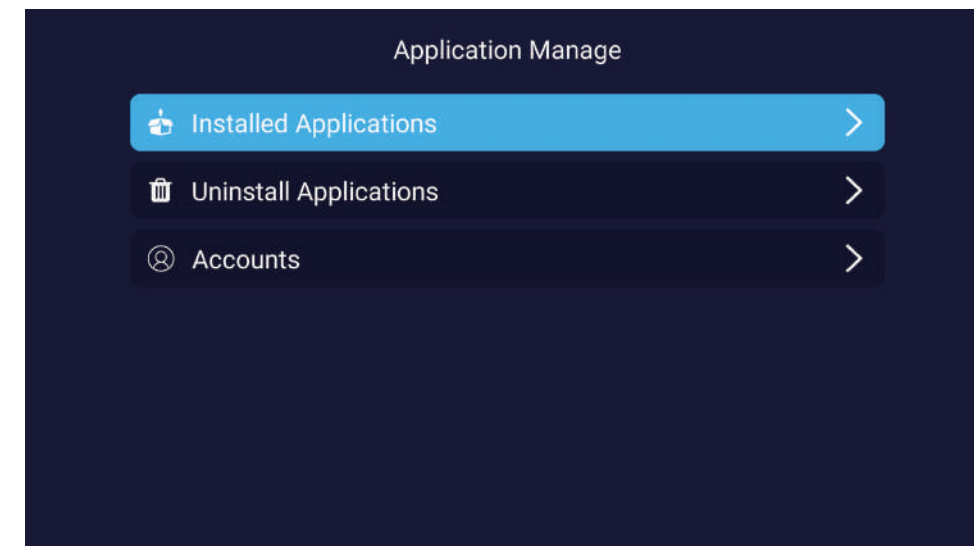 Application Manage
Installed Applications
Uninstall Applications
Accounts